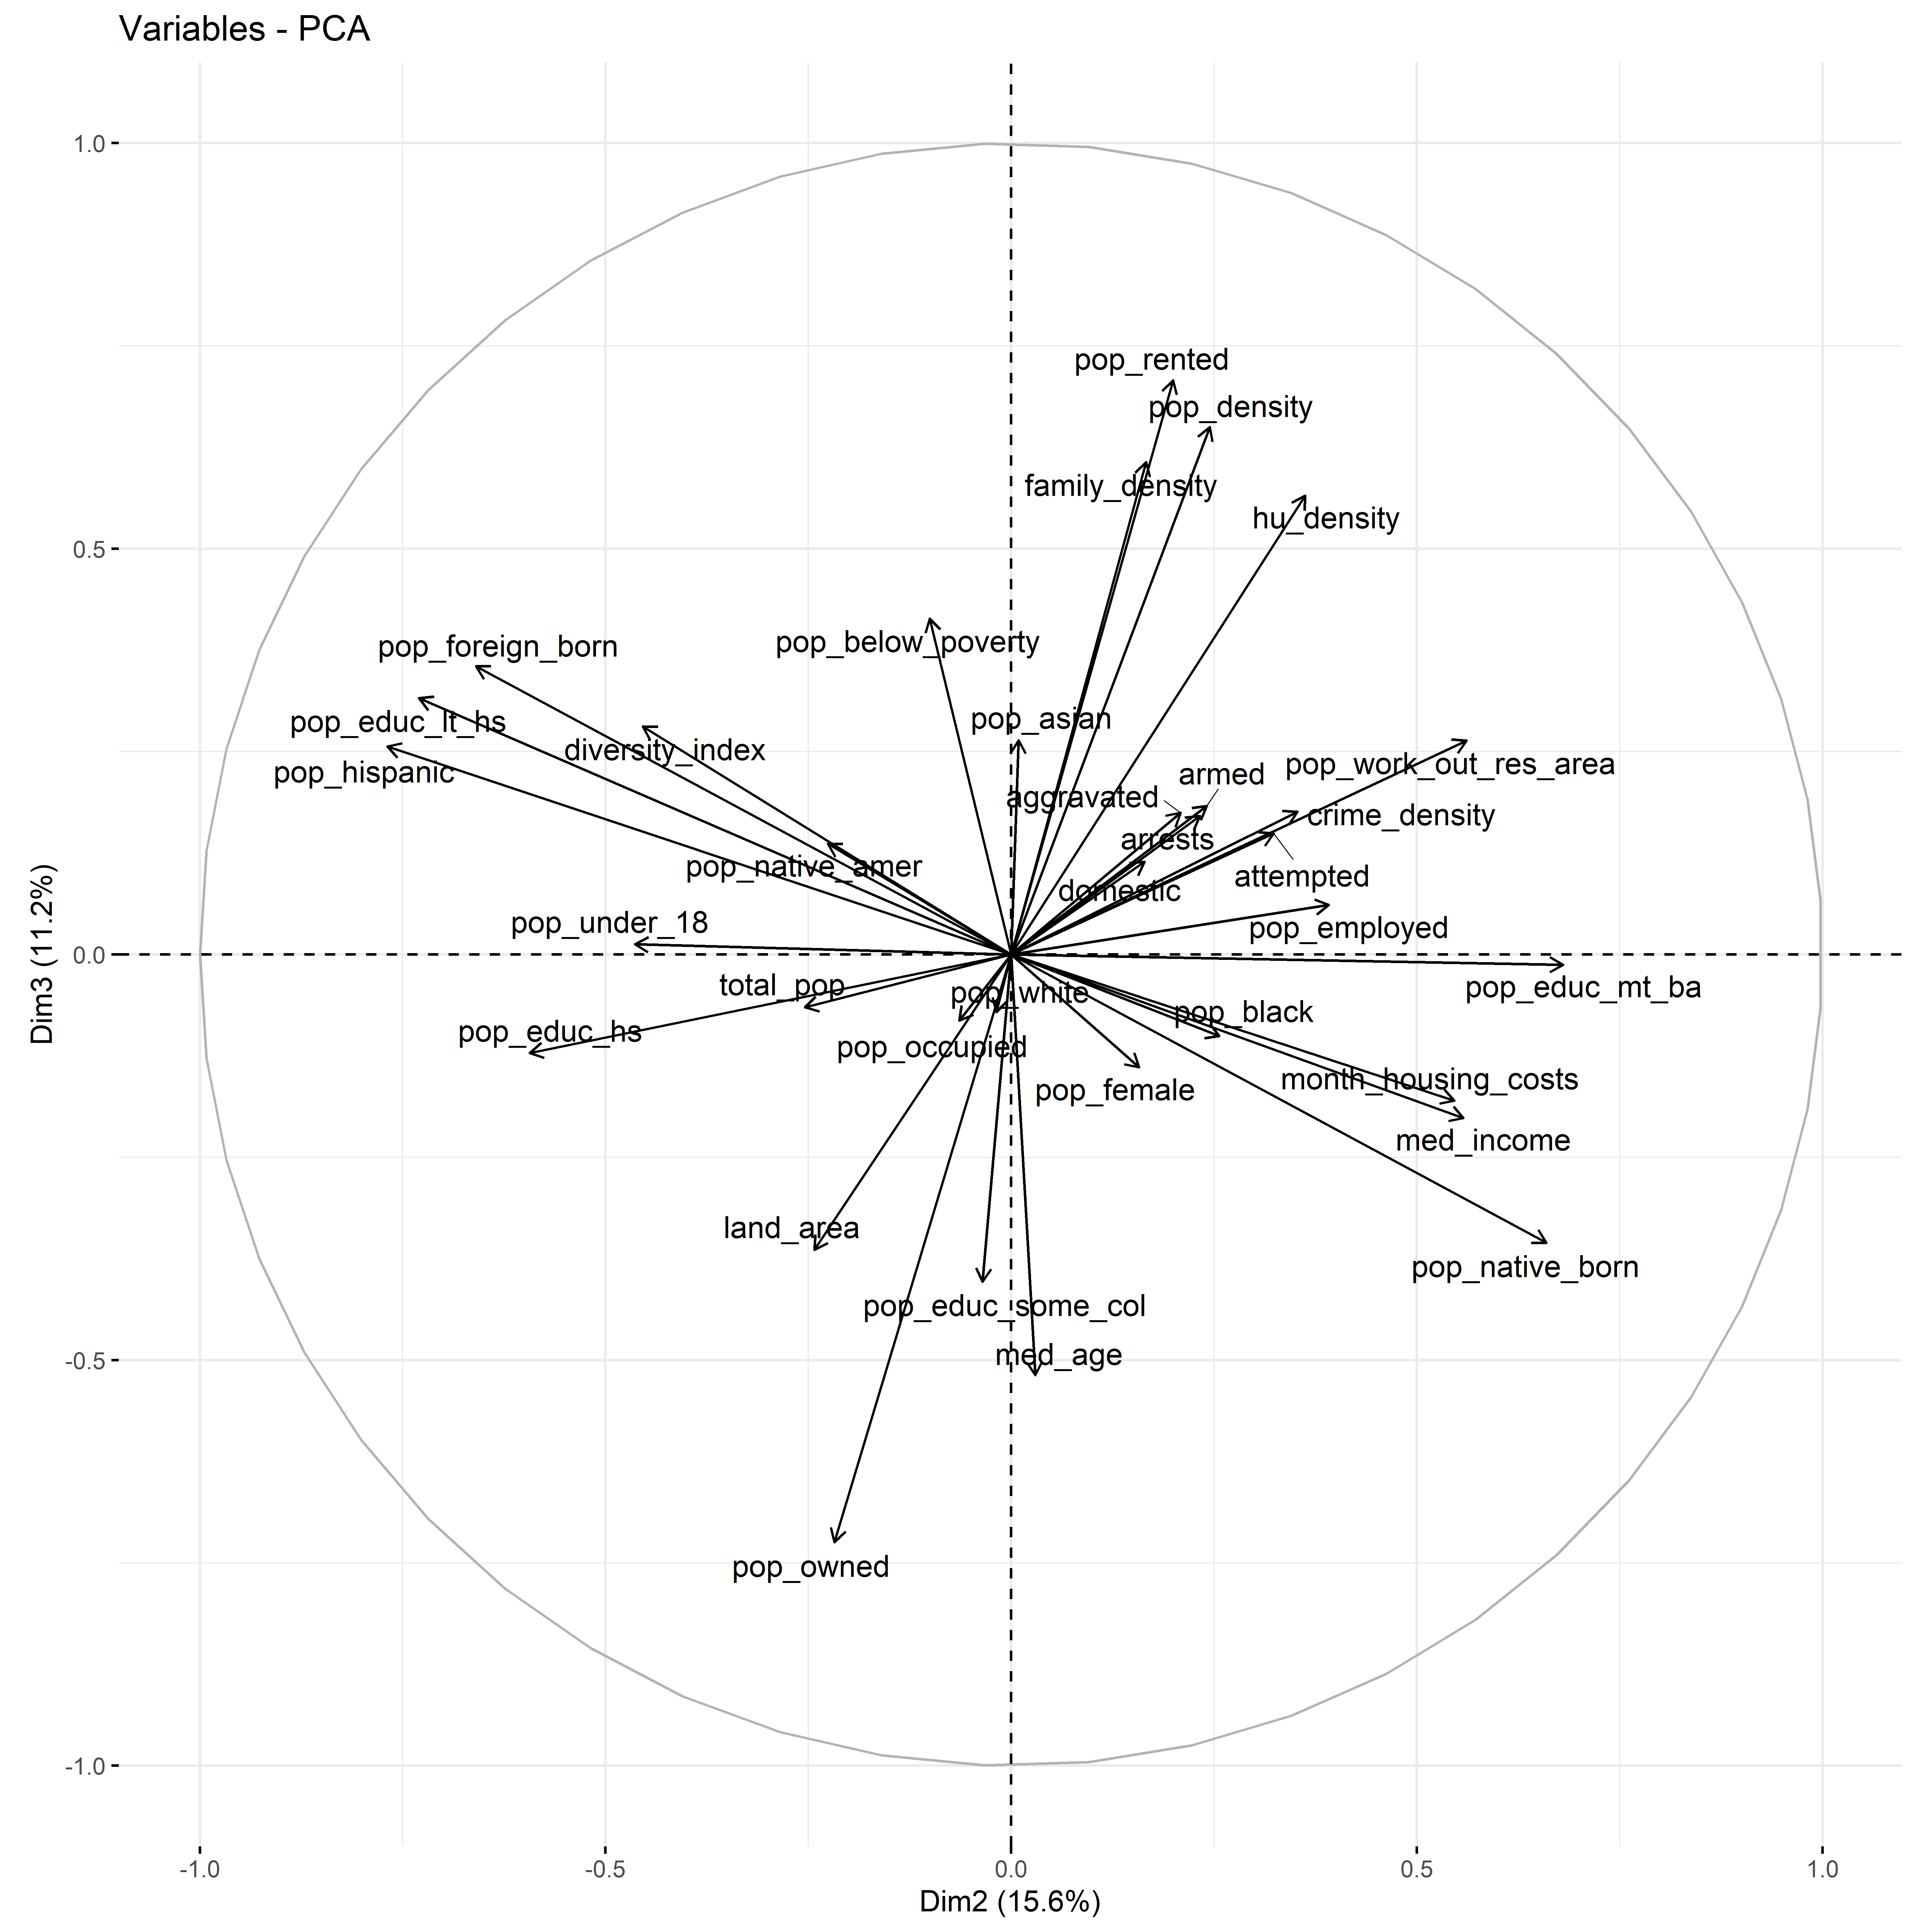 Variables - PCA
1.0
0.5
0.0
-0.5
-1.0
Dim3 (11.2%)
pop_rented
pop_density
family_density
hu_density
pop_foreign_born
pop_below_poverty
pop_educ_lt_hs
pop_asian
diversity_index
pop_hispanic
armed
pop_work_out_res_area
aggravated
crime_density
arrests
pop_native_amer
attempted
domestic
pop_under_18
pop_employed
total_pop
pop_white
pop_educ_mt_ba
pop_black
pop_educ_hs
pop_occupied
pop_female
month_housing_costs
med_income
land_area
pop_native_born
pop_educ_some_col
med_age
pop_owned
-1.0
-0.5
0.0
0.5
1.0
Dim2 (15.6%)